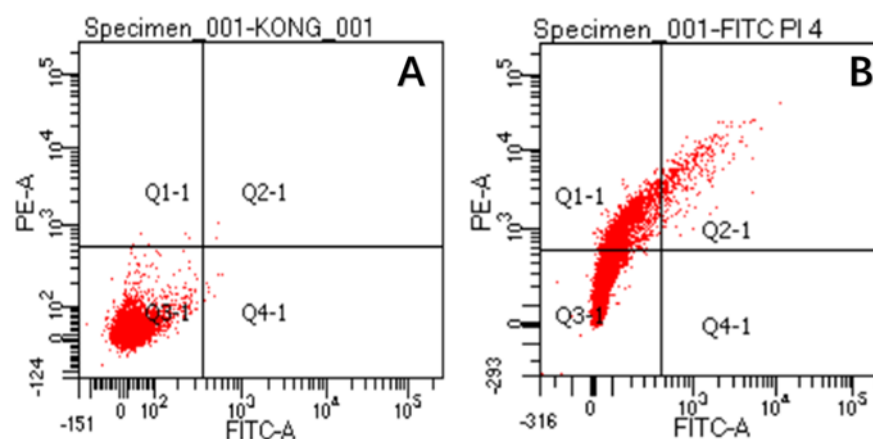 Specimen_001-KONG_001
A
PE-A
10^5
10^4
10^3
10^2
0
-124
Q1-1
Q2-1
Q3-1
Q4-1
-151
0
10^2
10^3
10^4
10^5
FITC-A
Specimen_001-FITC PI 4
B
PE-A
10^5
10^4
10^3
0
-293
Q1-1
Q2-1
Q3-1
Q4-1
-316
0
10^3
10^4
10^5
FITC-A